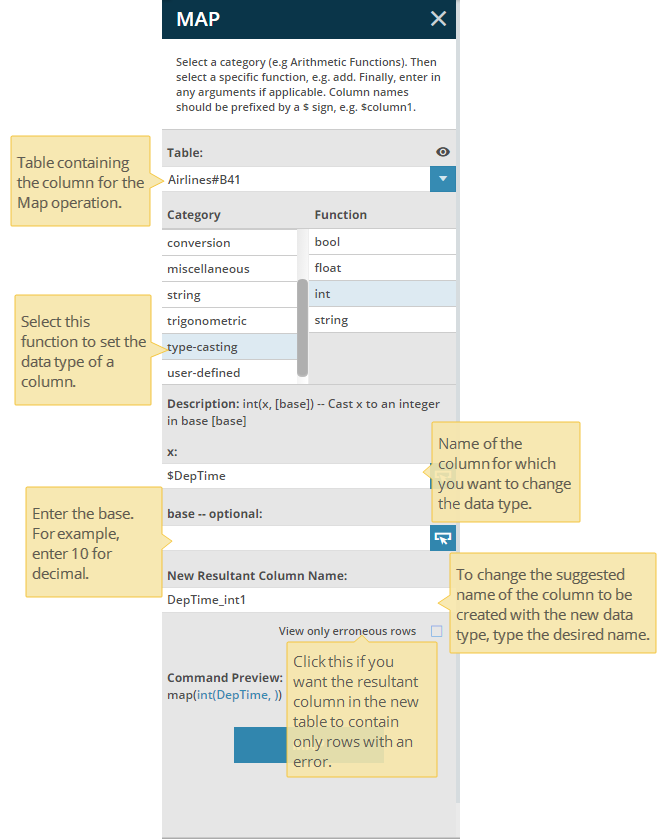 MAP
Select a category (e.g Arithmetic Functions). Then
select a specific function, e.g. add. Finally, enter in
any arguments if applicable. Column names
should be prefixed by a $ sign, e.g. $column1.
Table:
Table containing
the column for the
Map operation.
Airlines#B41
Category
Function
conversion
bool
miscellaneous
float
string
int
trigonometric
string
type-casting
user-defined
Select this
function to set the
data type of a
column.
Description: int(x, [base]) -- Cast x to an integer
in base [base]
x:
$DepTime
Name of the
column for which
you want to change
the data type.
Enter the base.
For example,
enter 10 for
decimal.
base -- optional:
New Resultant Column Name:
DepTime_int1
To change the suggested
name of the column to be
created with the new data
type, type the desired name.
View only erroneous rows
Click this if you
want the resultant
column in the new
table to contain
only rows with an
error.
Command Preview:
map(int(DepTime, ))